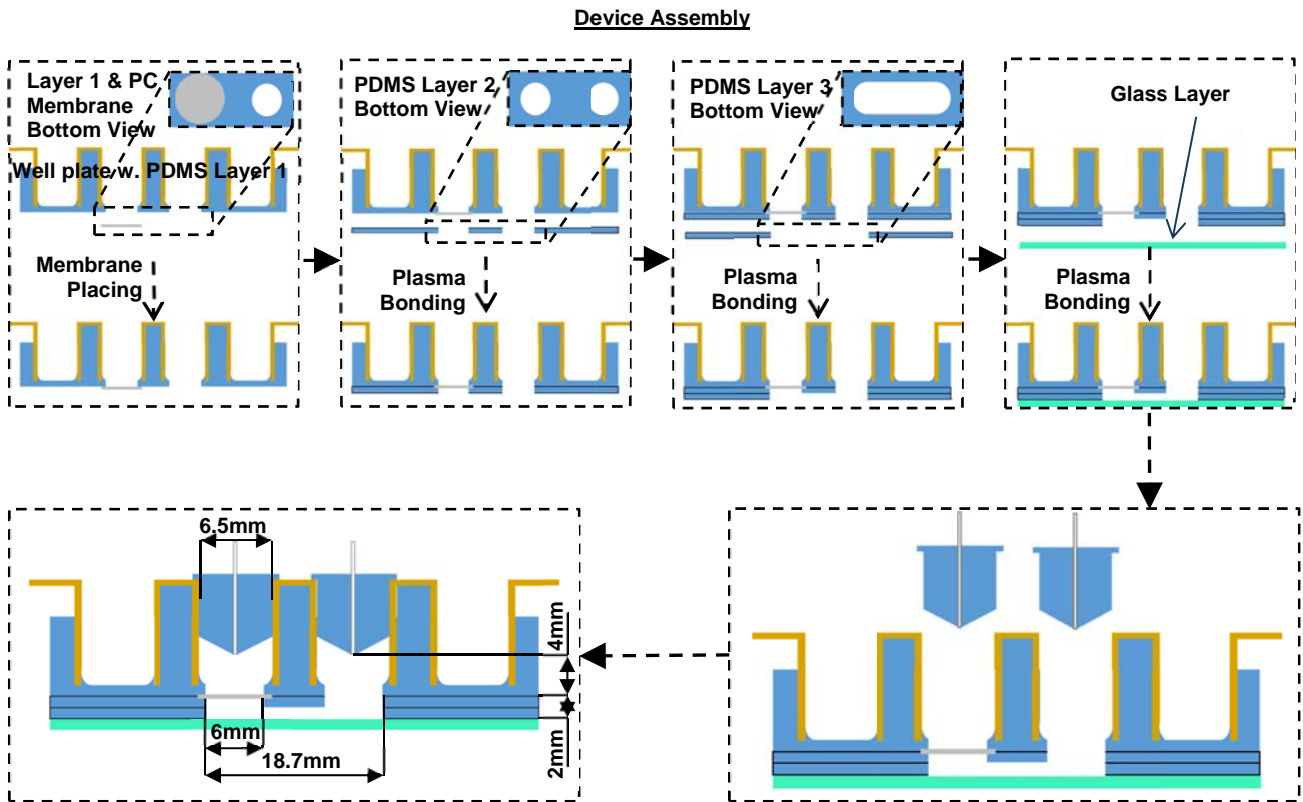 Device Assembly
Layer 1 & PC
Membrane
Bottom View
Well plate w. PDMS Layer 1
Membrane
Placing
PDMS Layer 2
Bottom View
Plasma
Bonding
PDMS Layer 3
Bottom View
Plasma
Bonding
Glass Layer
Plasma
Bonding
6.5mm
4mm
6mm
18.7mm
2mm